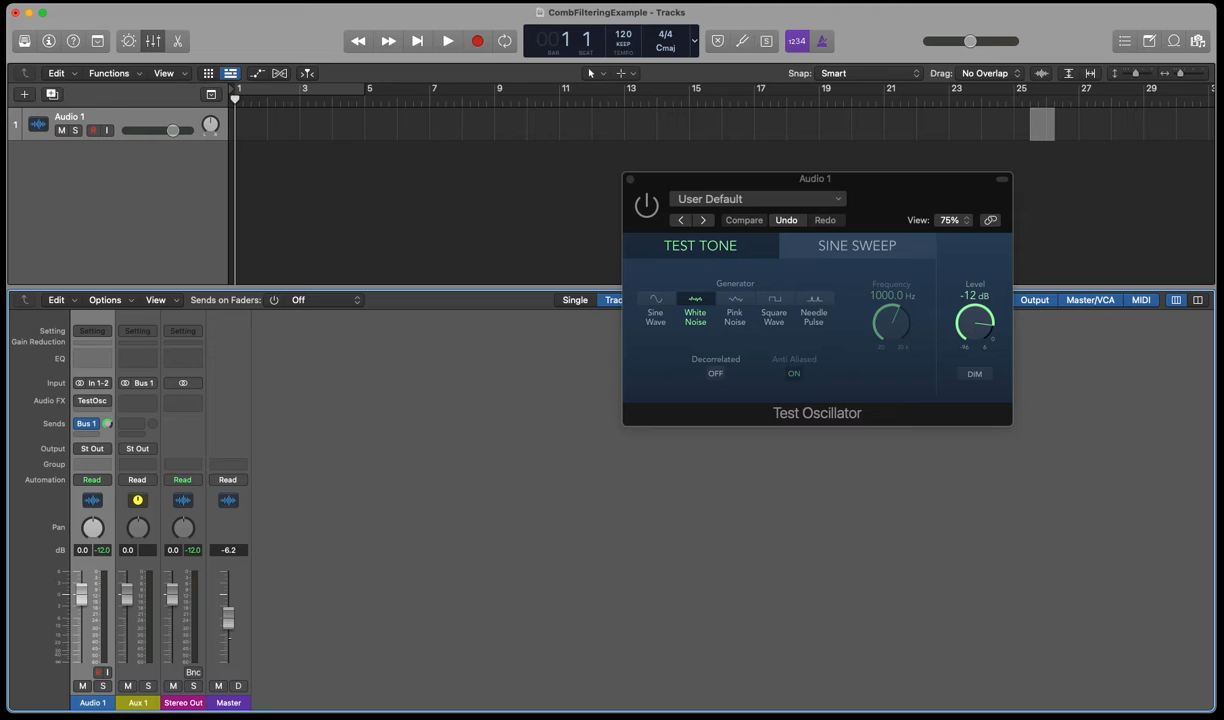 CombFilteringExample - Tracks
1 1 120 4/4
BAR BEAT KEEP TEMPO Cmaj
1234
Edit Functions View Snap: Smart Drag: No Overlap
1 3 5 7 9 11 13 15 17 19 21 23 25 27 29
1 Audio 1
M S R I L R
Audio 1
User Default
Compare Undo Redo View: 75%
TEST TONE SINE SWEEP
Generator Frequency Level
1000.0 Hz -12 dB
Sine Wave White Noise Pink Noise Square Wave Needle Pulse
-96 6
Decorrelated Anti Aliased
OFF ON DIM
Test Oscillator
Edit Options View Sends on Faders: Off Single Output Master/VCA MIDI
Setting Setting Setting Setting
Gain Reduction
EQ
Input In 1-2 Bus 1
Audio FX TestOsc
Sends Bus 1
Output St Out St Out
Group
Automation Read Read Read Read
Pan
dB 0.0 -12.0 0.0 0.0 -12.0 -6.2
R I Bnc
M S M S M S M D
Audio 1 Aux 1 Stereo Out Master